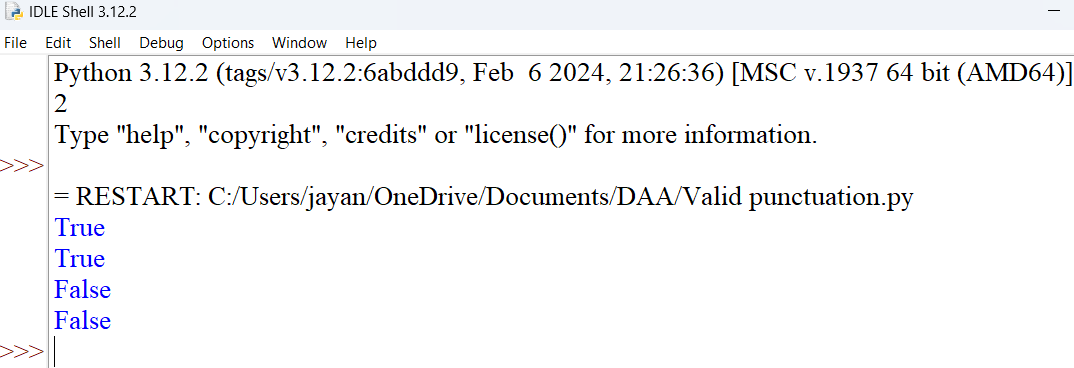 IDLE Shell 3.12.2
File Edit Shell Debug Options Window Help
Python 3.12.2 (tags/v3.12.2:6abddd9, Feb  6 2024, 21:26:36) [MSC v.1937 64 bit (AMD64)]
2
Type "help", "copyright", "credits" or "license()" for more information.
>>>
= RESTART: C:/Users/jayan/OneDrive/Documents/DAA/Valid punctuation.py
True
True
False
False
>>>